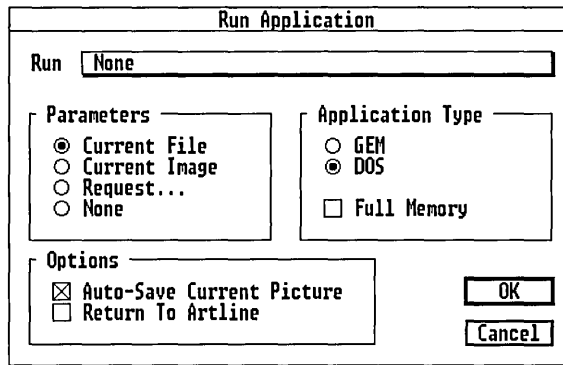 Run Application
Run None
Parameters
Current File
Current Image
Request...
None
Application Type
GEM
DOS
Full Memory
Options
Auto-Save Current Picture
Return To Artline
OK
Cancel